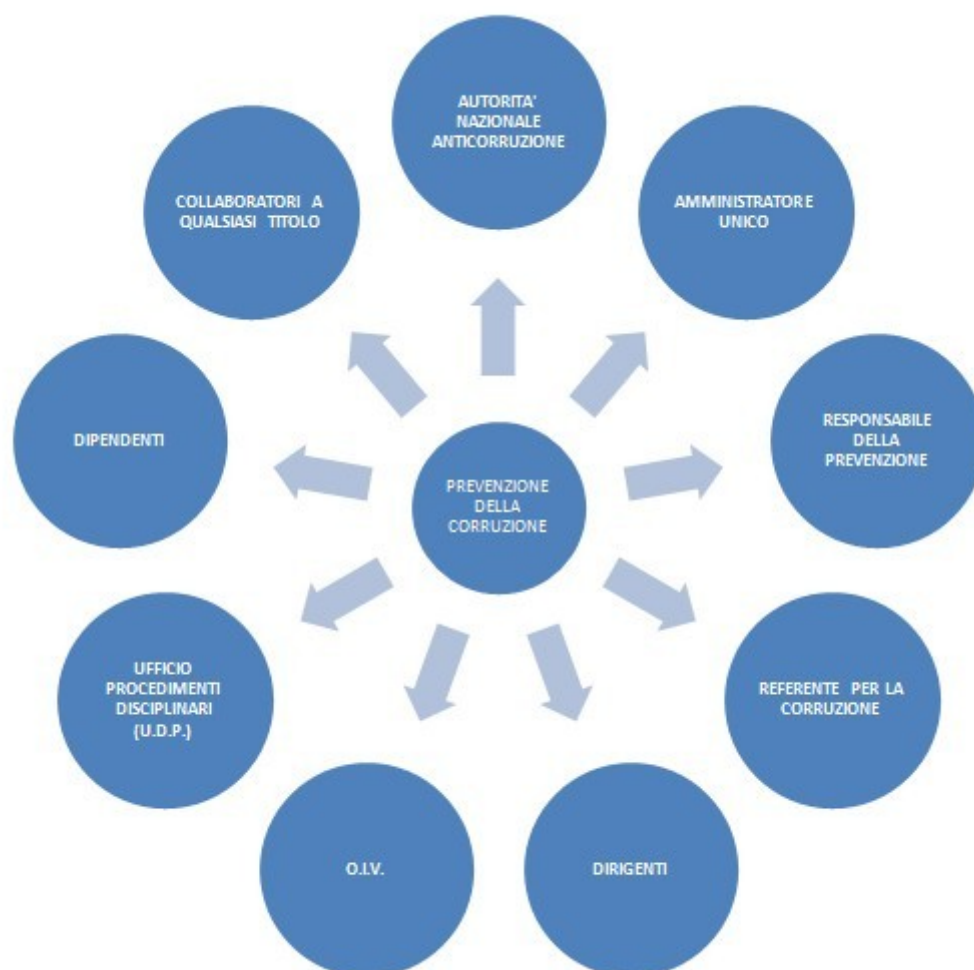 AUTORITA'
NAZIONALE
ANTICORRUZIONE
AMMINISTRATORE
UNICO
RESPONSABILE
DELLA
PREVENZIONE
REFERENTE PER LA
CORRUZIONE
DIRIGENTI
O.I.V.
UFFICIO
PROCEDIMENTI
DISCIPLINARI
(U.D.P.)
DIPENDENTI
COLLABORATORI A
QUALSIASI TITOLO
PREVENZIONE
DELLA
CORRUZIONE